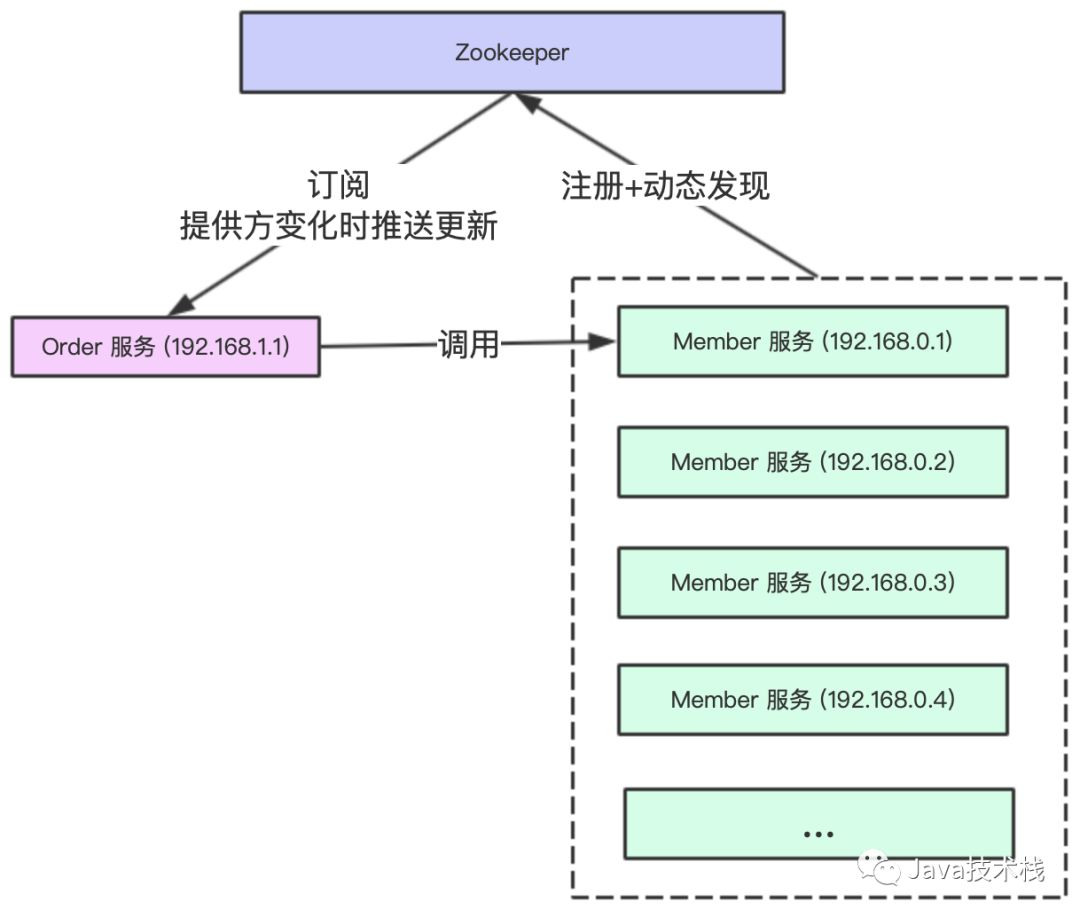 Zookeeper
订阅
提供方变化时推送更新
注册+动态发现
Order 服务 (192.168.1.1)
调用
Member 服务 (192.168.0.1)
Member 服务 (192.168.0.2)
Member 服务 (192.168.0.3)
Member 服务 (192.168.0.4)
...
Java技术栈